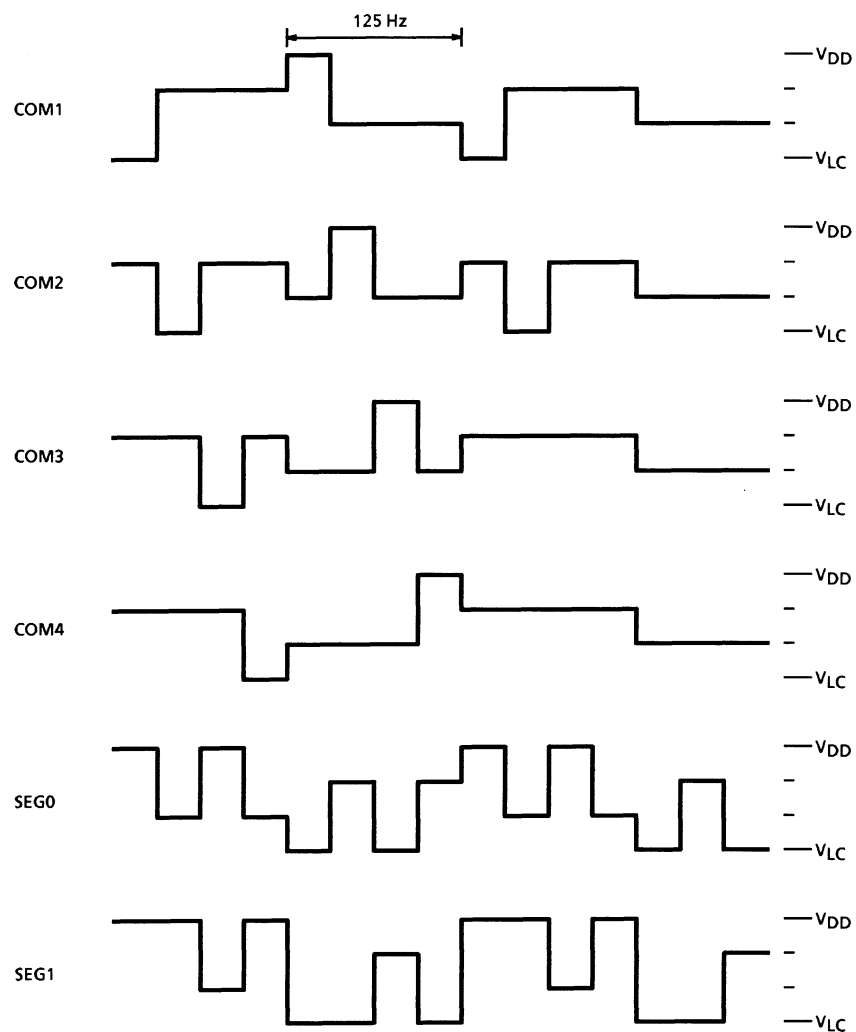 125 Hz
VDD
COM1
VLC
VDD
COM2
VLC
VDD
COM3
VLC
VDD
COM4
VLC
VDD
SEG0
VLC
VDD
SEG1
VLC